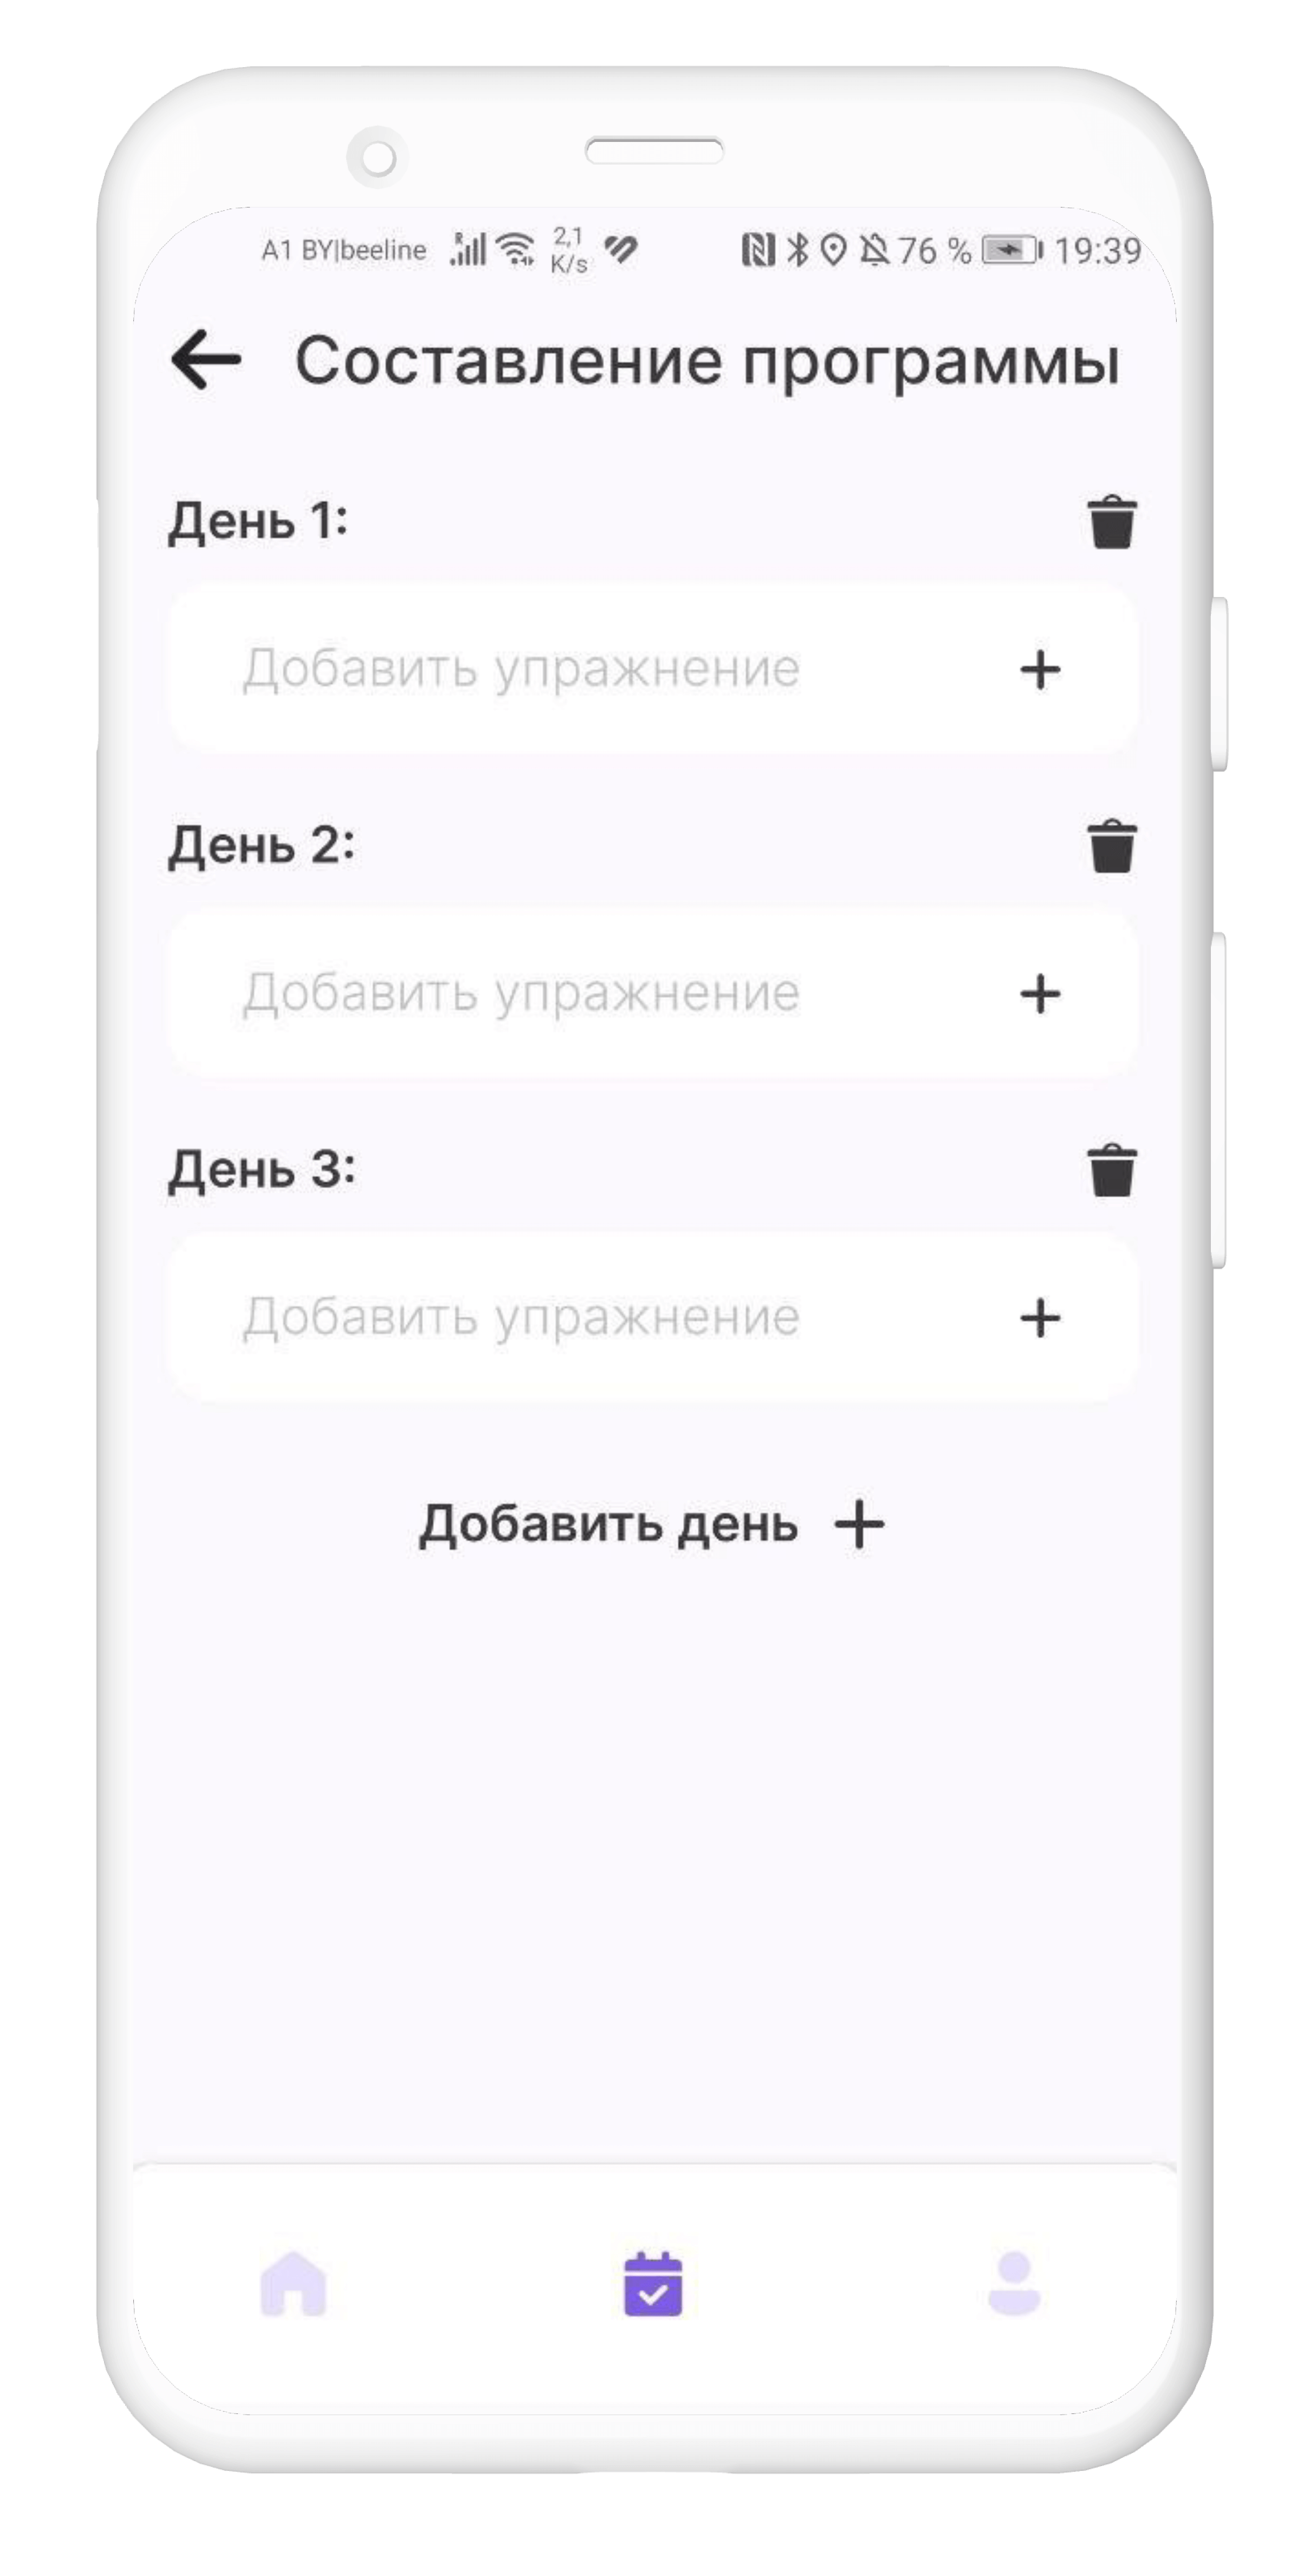 A1 BY|beeline 2,1 K/s 76 % 19:39
Составление программы
День 1:
Добавить упражнение
День 2:
Добавить упражнение
День 3:
Добавить упражнение
Добавить день